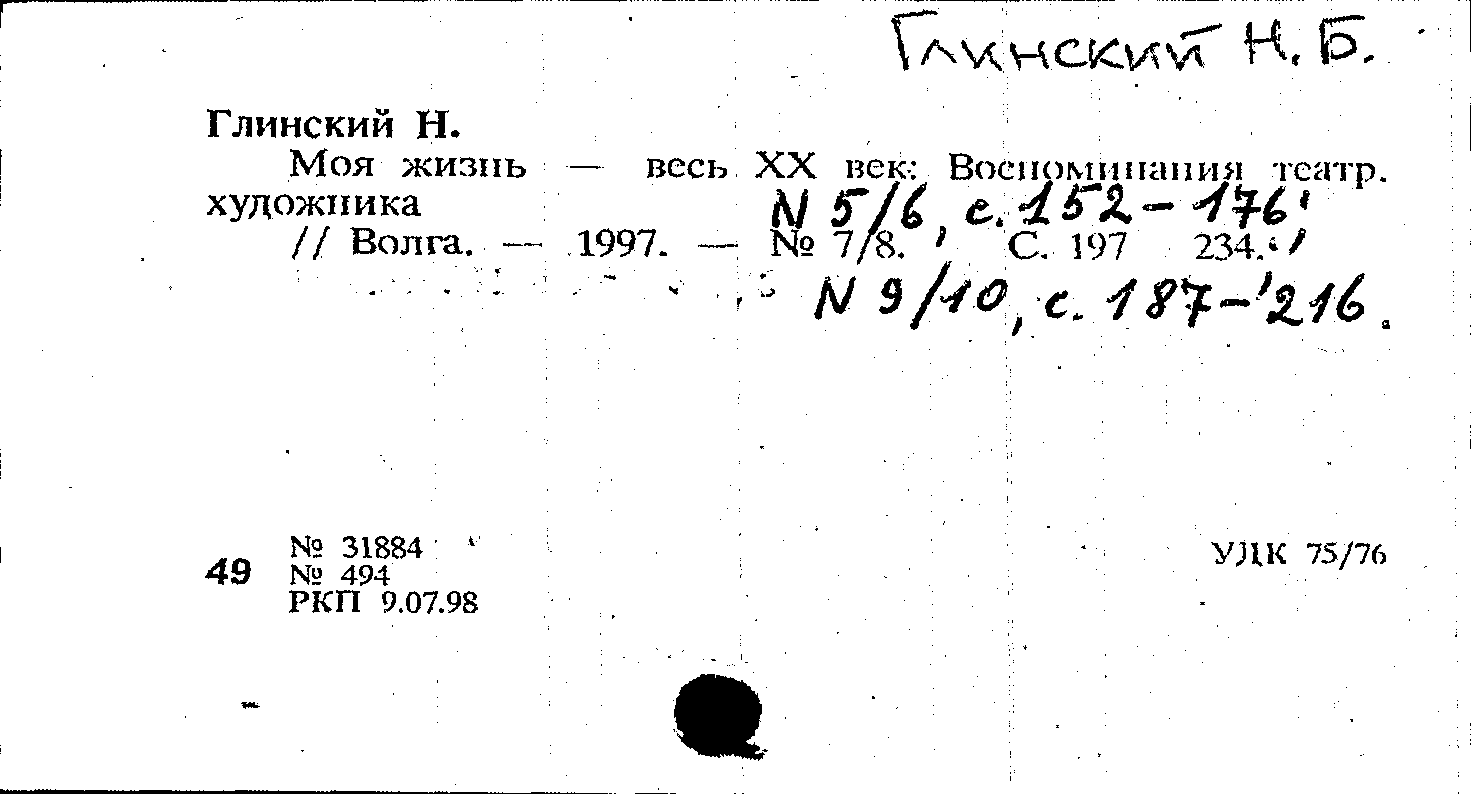 Глинский Н. Б.
Глинский Н.
Моя жизнь — весь XX век: Воспоминания театр.
художника N 5/6, с. 152 - 176;
// Волга. — 1997. — № 7/8. С. 197 234.;
N 9/10, с. 187-216.
49 № 31884 УДК 75/76
№ 494
РКП 9.07.98